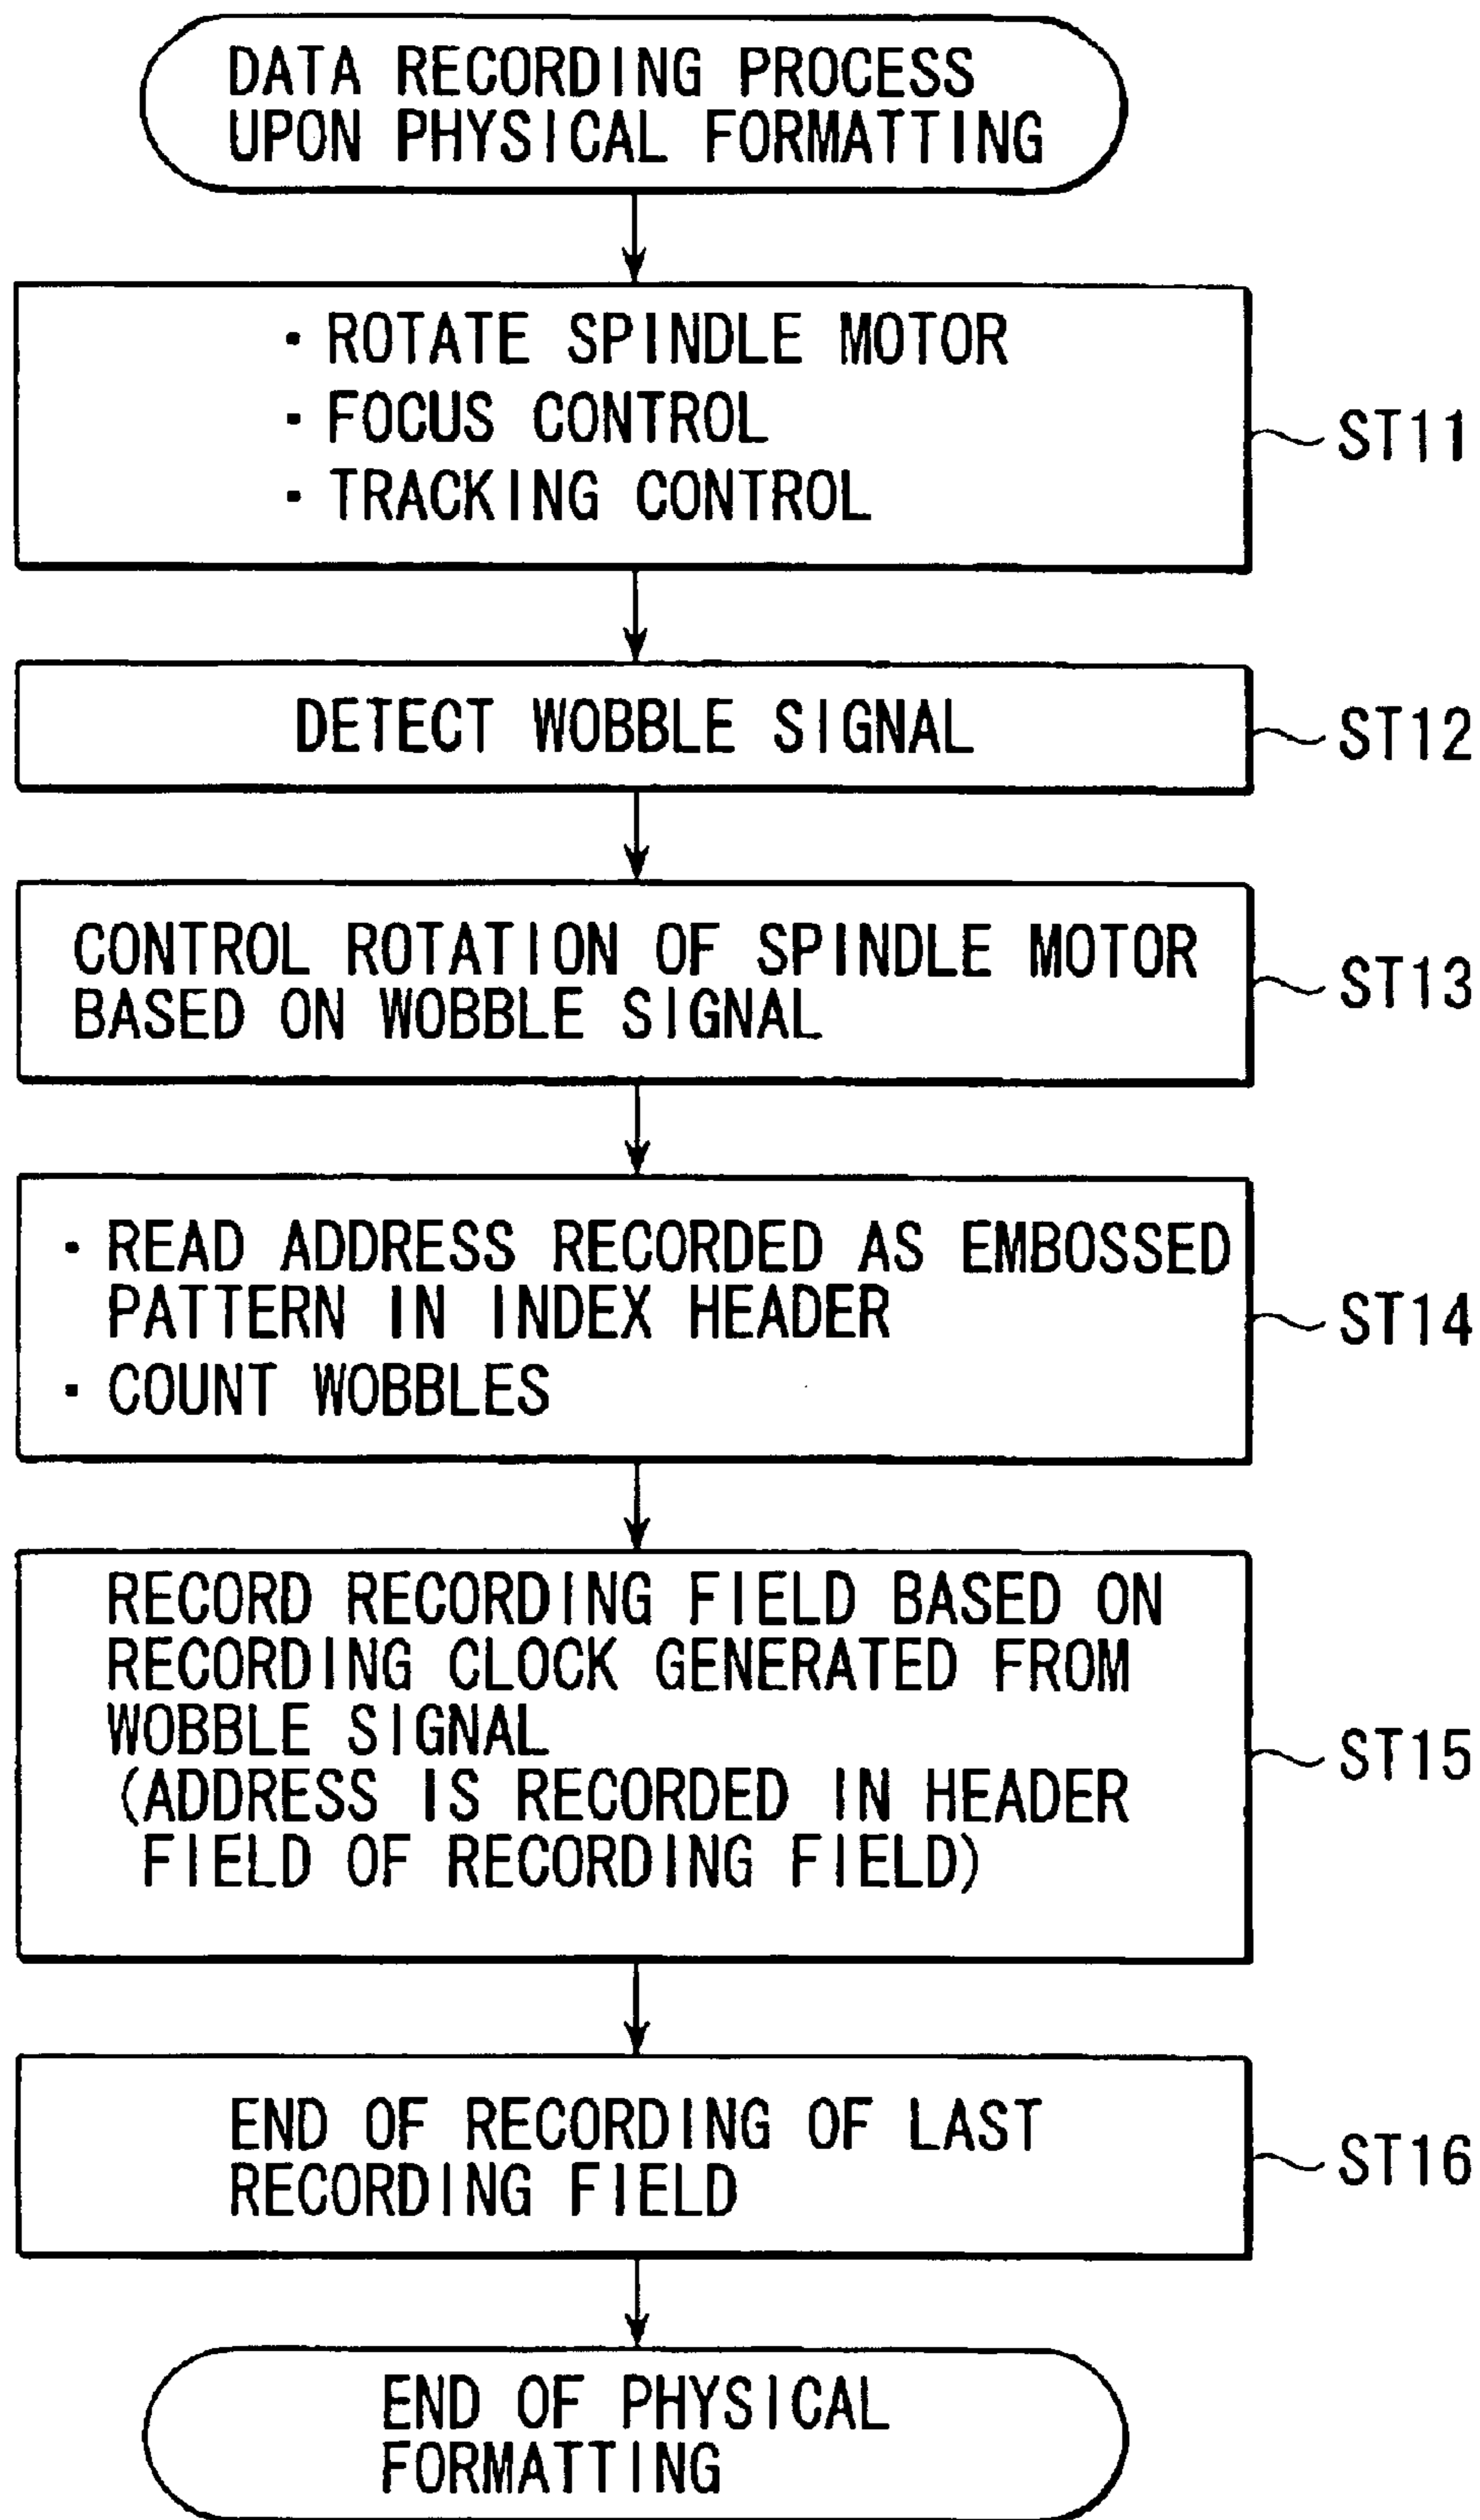 DATA RECORDING PROCESS
UPON PHYSICAL FORMATTING
· ROTATE SPINDLE MOTOR
· FOCUS CONTROL
· TRACKING CONTROL
ST11
DETECT WOBBLE SIGNAL
ST12
CONTROL ROTATION OF SPINDLE MOTOR
BASED ON WOBBLE SIGNAL
ST13
· READ ADDRESS RECORDED AS EMBOSSED
PATTERN IN INDEX HEADER
· COUNT WOBBLES
ST14
RECORD RECORDING FIELD BASED ON
RECORDING CLOCK GENERATED FROM
WOBBLE SIGNAL
(ADDRESS IS RECORDED IN HEADER
FIELD OF RECORDING FIELD)
ST15
END OF RECORDING OF LAST
RECORDING FIELD
ST16
END OF PHYSICAL
FORMATTING